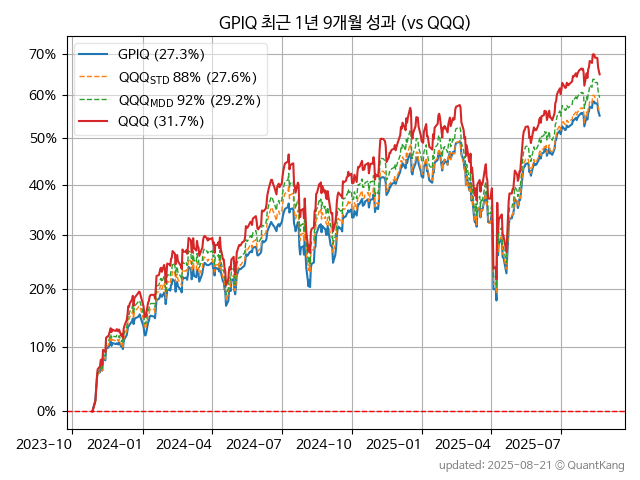 GPIQ 최근 1년 9개월 성과 (vs QQQ)
70%
60%
50%
40%
30%
20%
10%
0%
GPIQ (27.3%)
QQQSTD 88% (27.6%)
QQQMDD 92% (29.2%)
QQQ (31.7%)
2023-10 2024-01 2024-04 2024-07 2024-10 2025-01 2025-04 2025-07
updated: 2025-08-21 © QuantKang